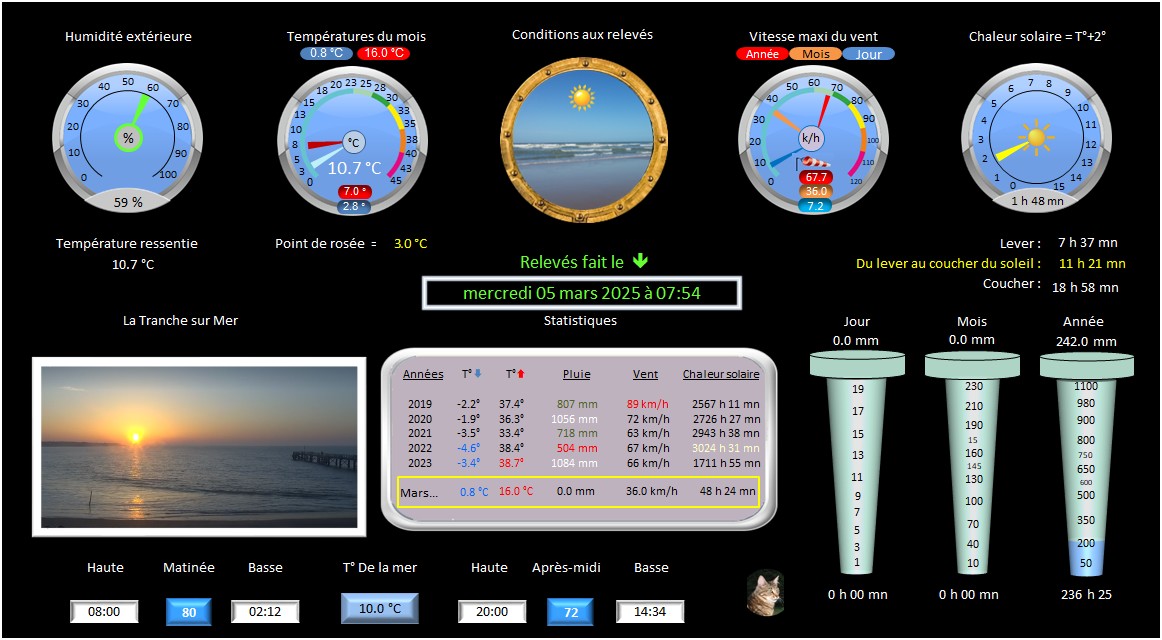 Humidité extérieure
Températures du mois
0.8 °C 16.0 °C
Conditions aux relevés
Vitesse maxi du vent
Année Mois Jour
Chaleur solaire = T°+2°
0 10 20 30 40 50 60 70 80 90 100
%
59 %
0 3 5 8 10 13 15 18 20 23 25 28 30 33 35 38 40 43 45
°C
10.7 °C
7.0 °
2.8 °
0 10 20 30 40 50 60 70 80 90 100 110 120
k/h
67.7
36.0
7.2
0 1 2 3 4 5 6 7 8 9 10 11 12 13 14 15
1 h 48 mn
Température ressentie
10.7 °C
Point de rosée = 3.0 °C
Lever : 7 h 37 mn
Du lever au coucher du soleil : 11 h 21 mn
Coucher : 18 h 58 mn
Relevés fait le
mercredi 05 mars 2025 à 07:54
La Tranche sur Mer
Statistiques
Années T° T° Pluie Vent Chaleur solaire
2019 -2.2° 37.4° 807 mm 89 km/h 2567 h 11 mn
2020 -1.9° 36.3° 1056 mm 72 km/h 2726 h 27 mn
2021 -3.5° 33.4° 718 mm 63 km/h 2943 h 38 mn
2022 -4.6° 38.4° 504 mm 67 km/h 3024 h 31 mn
2023 -3.4° 38.7° 1084 mm 66 km/h 1711 h 55 mn
Mars... 0.8 °C 16.0 °C 0.0 mm 36.0 km/h 48 h 24 mn
Jour
0.0 mm
19
17
15
13
11
9
7
5
3
1
0 h 00 mn
Mois
0.0 mm
230
210
190
15
160
145
130
100
70
40
10
0 h 00 mn
Année
242.0 mm
1100
980
900
800
750
650
600
500
350
200
50
236 h 25
Haute Matinée Basse
08:00 80 02:12
T° De la mer
10.0 °C
Haute Après-midi Basse
20:00 72 14:34